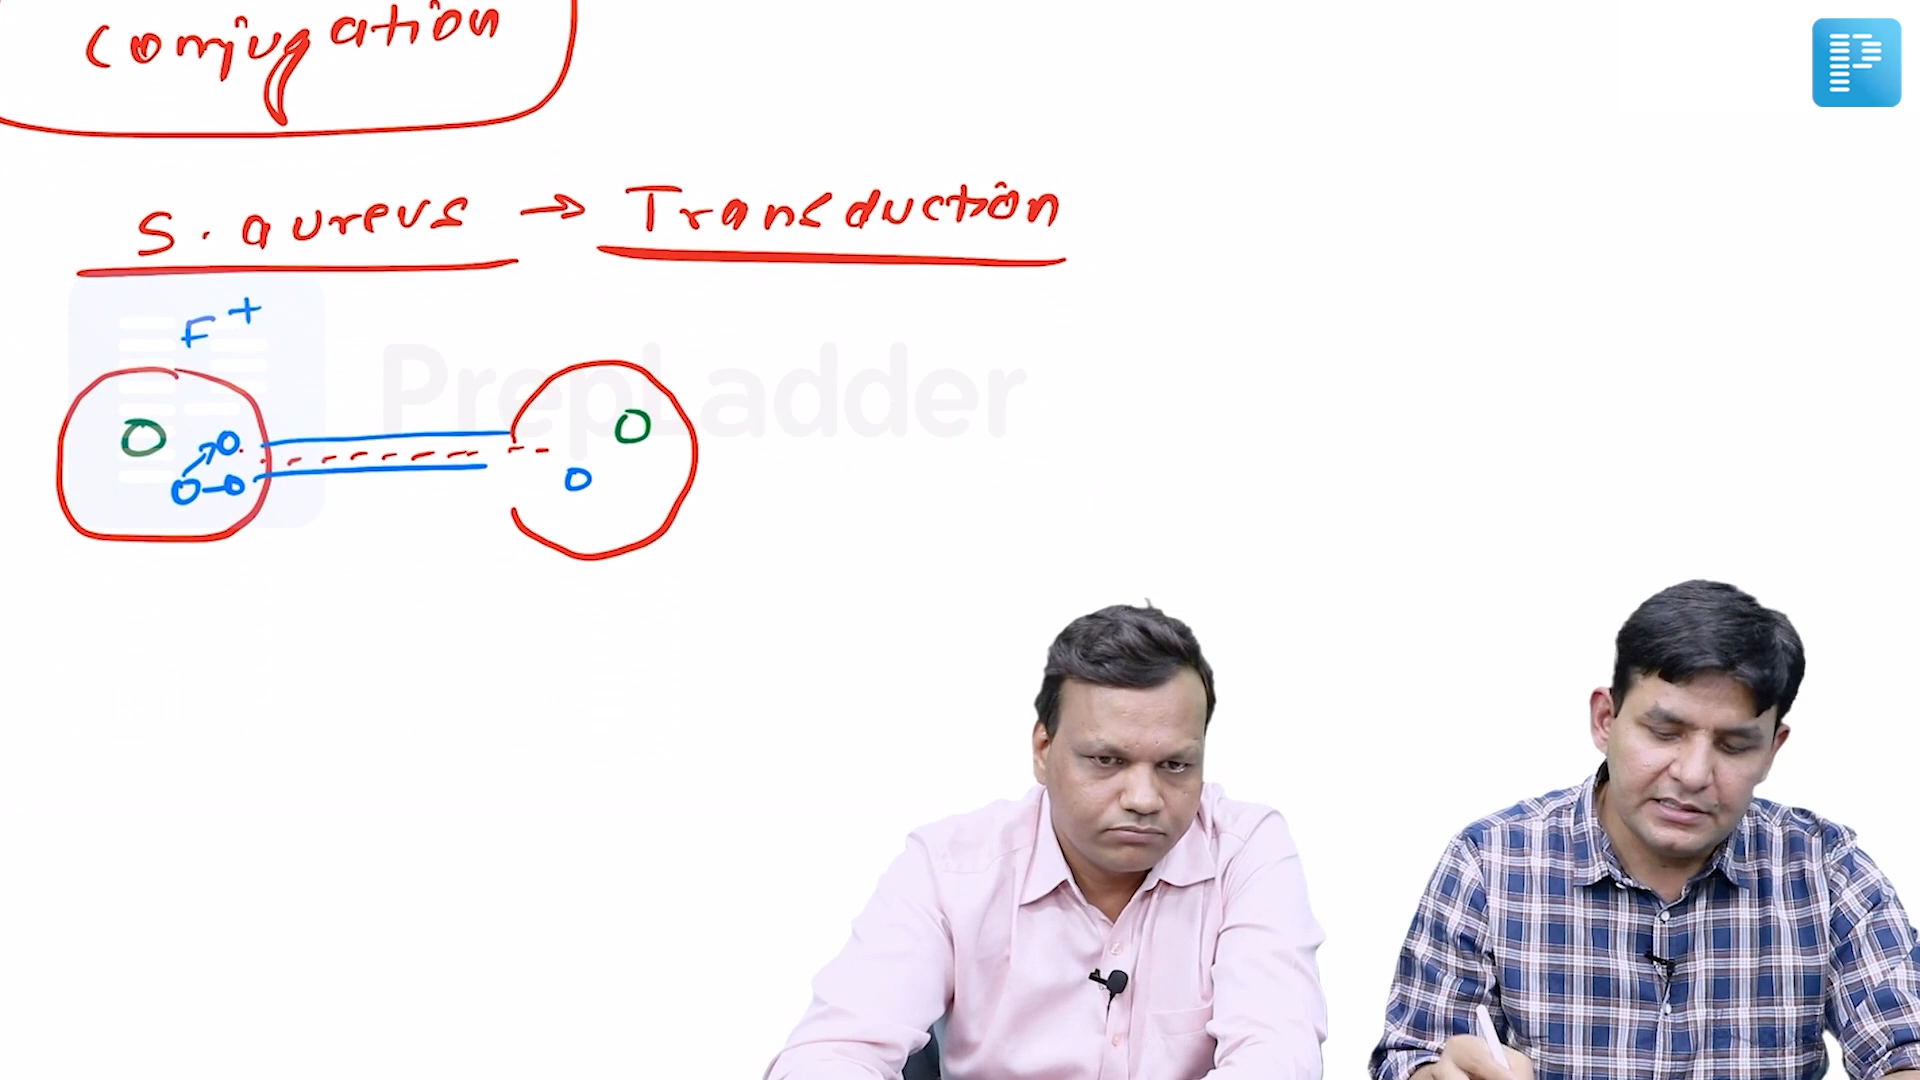 conjugation
S. aureus → Transduction
F +
PrepLadder